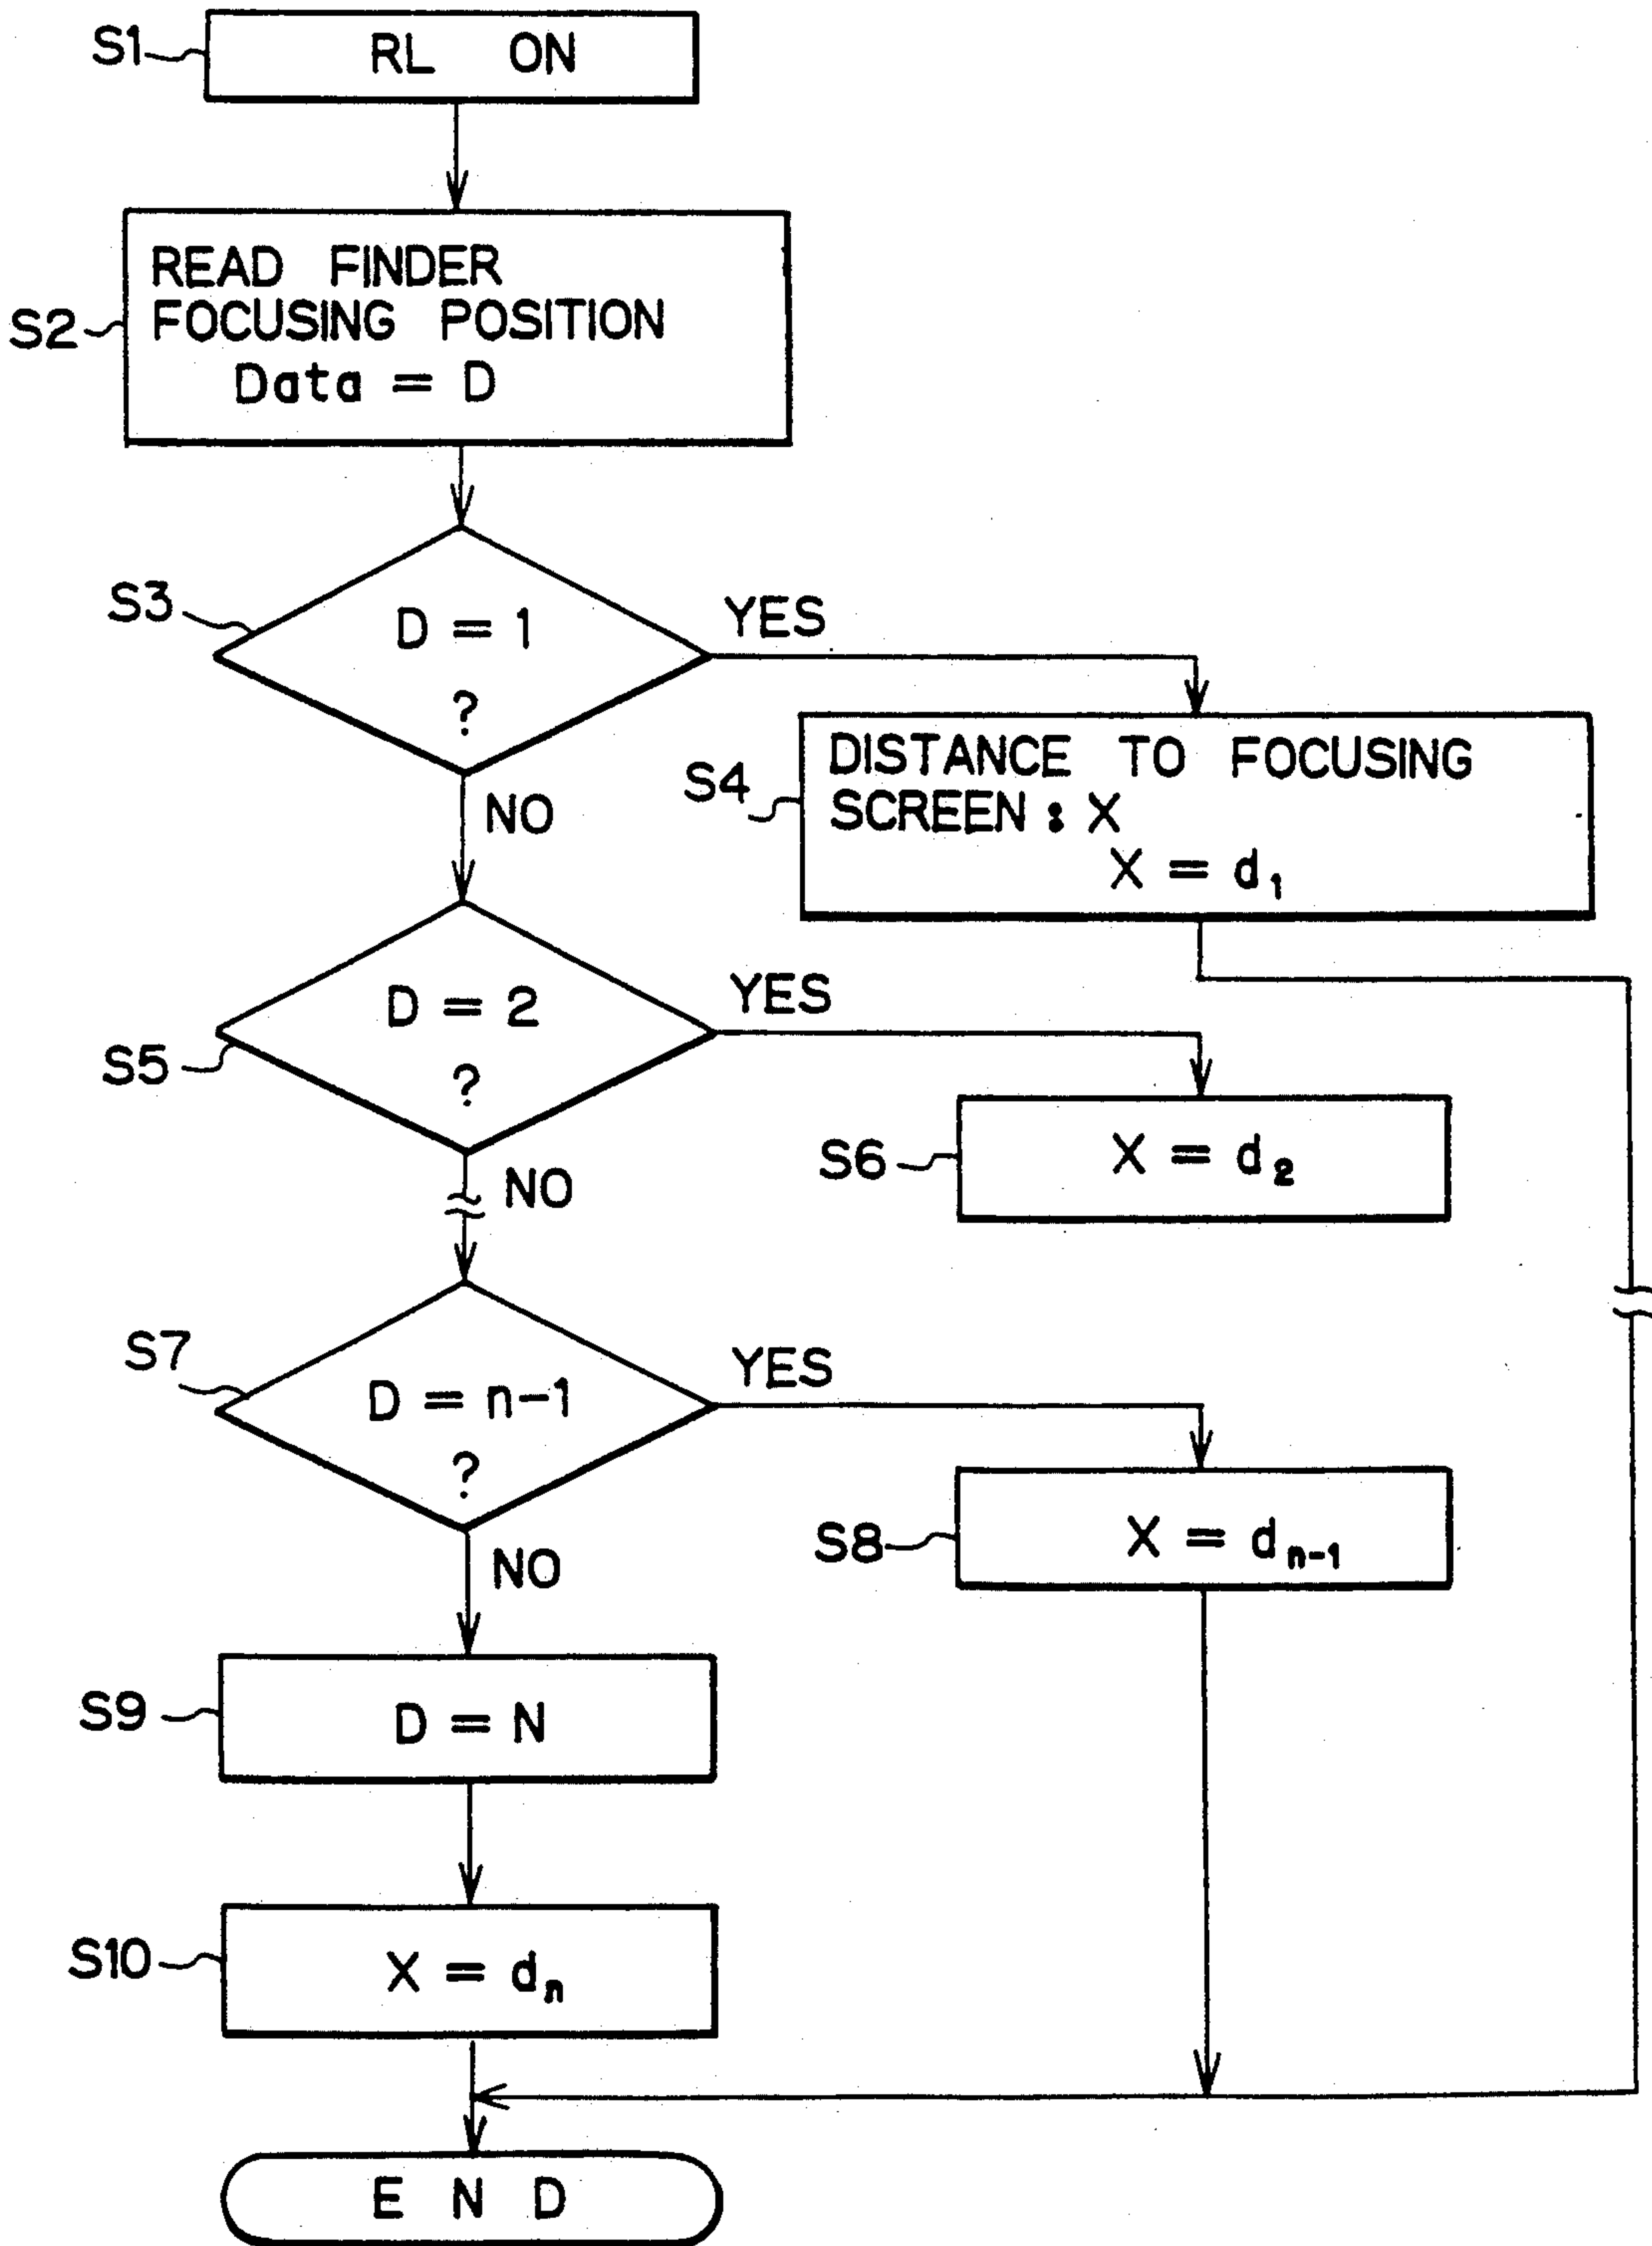 S1
RL ON
S2
READ FINDER
FOCUSING POSITION
Data = D
S3
D = 1
?
YES
NO
S4
DISTANCE TO FOCUSING
SCREEN : X
X = d₁
S5
D = 2
?
YES
NO
S6
X = d₂
S7
D = n-1
?
YES
NO
S8
X = dₙ₋₁
S9
D = N
S10
X = dₙ
E N D